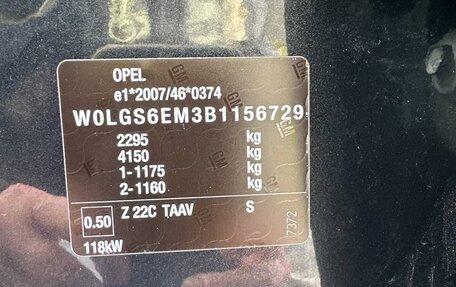 OPEL
e1*2007/46*0374
W0LGS6EM3B1156729
2295 kg
4150 kg
1-1175 kg
2-1160 kg
0.50 Z 22C TAAV S
118kW
7372
GM